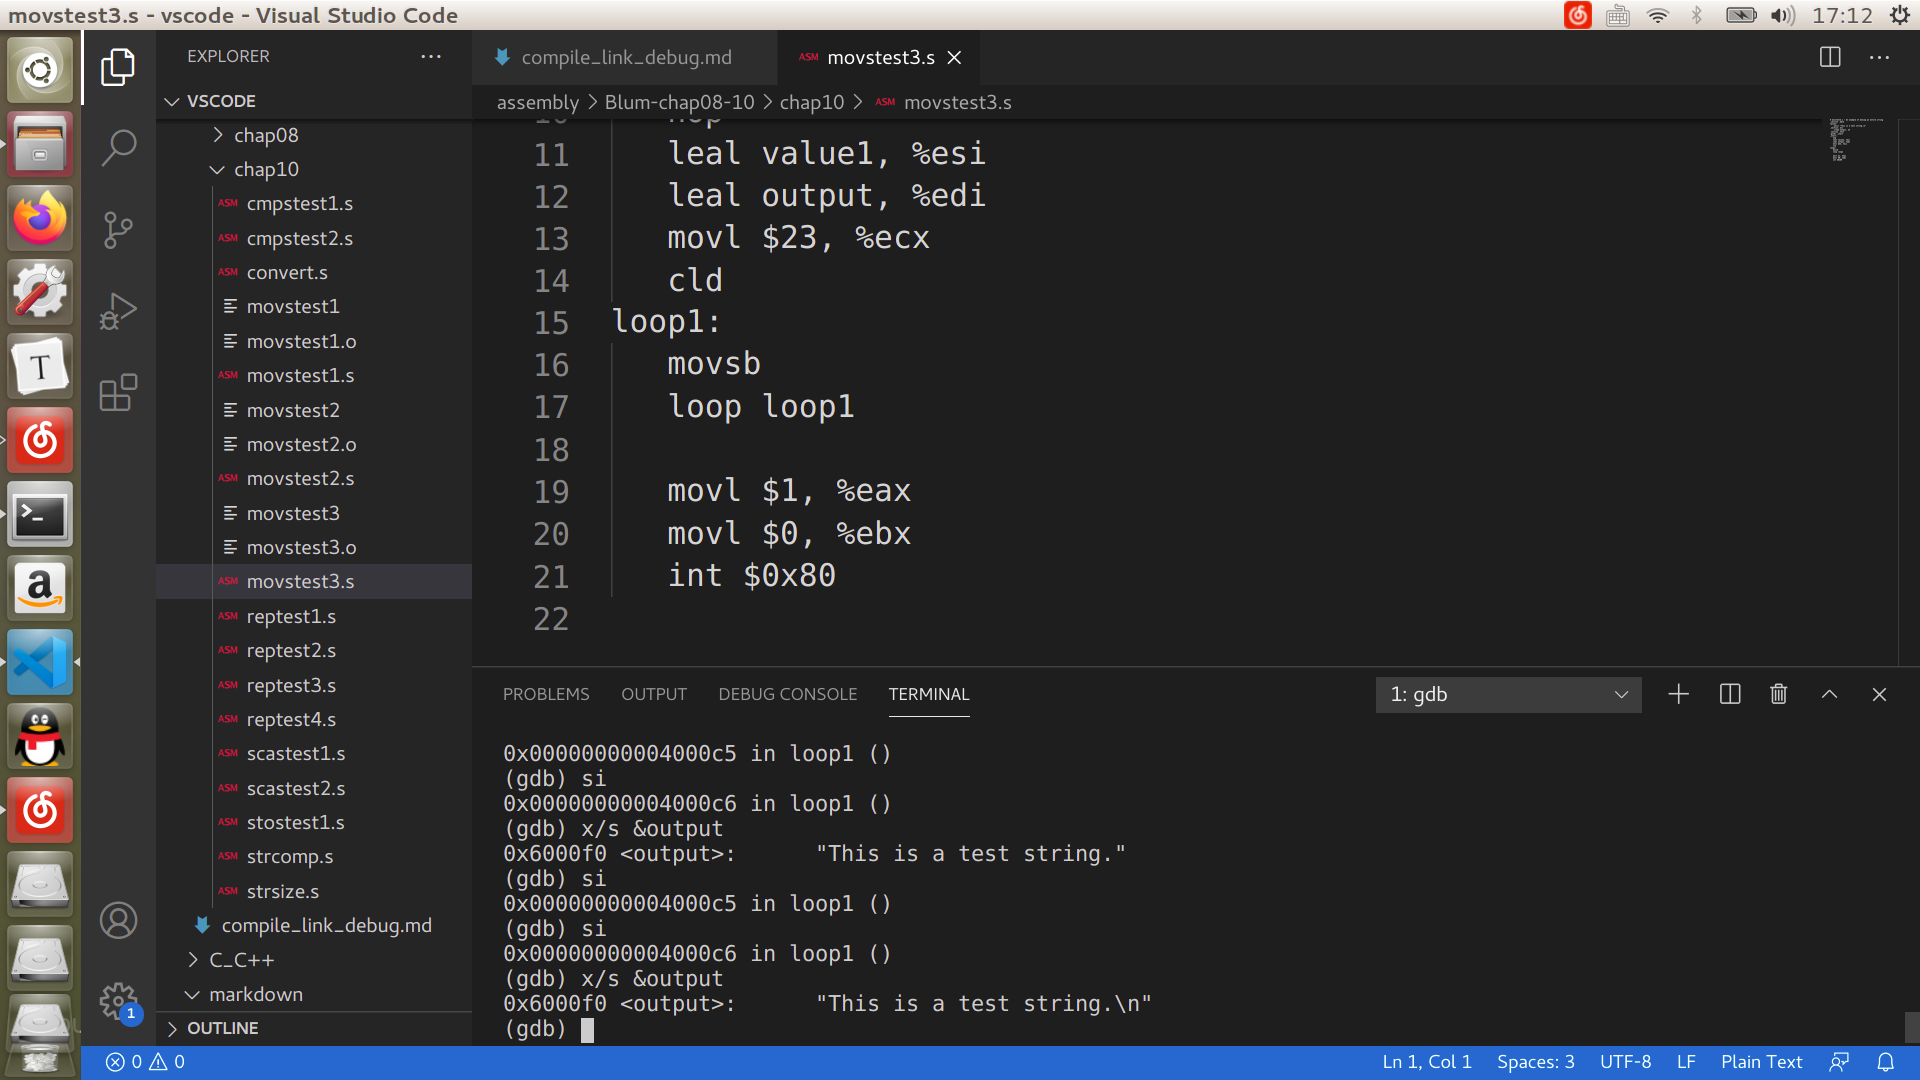 movstest3.s - vscode - Visual Studio Code
17:12
EXPLORER
VSCODE
chap08
chap10
ASM cmpstest1.s
ASM cmpstest2.s
ASM convert.s
movstest1
movstest1.o
ASM movstest1.s
movstest2
movstest2.o
ASM movstest2.s
movstest3
movstest3.o
ASM movstest3.s
ASM reptest1.s
ASM reptest2.s
ASM reptest3.s
ASM reptest4.s
ASM scastest1.s
ASM scastest2.s
ASM stostest1.s
ASM strcomp.s
ASM strsize.s
compile_link_debug.md
C_C++
markdown
OUTLINE
1
T
a
compile_link_debug.md
ASM movstest3.s
assembly > Blum-chap08-10 > chap10 > ASM movstest3.s
10 nop
11 leal value1, %esi
12 leal output, %edi
13 movl $23, %ecx
14 cld
15 loop1:
16 movsb
17 loop loop1
18
19 movl $1, %eax
20 movl $0, %ebx
21 int $0x80
22
PROBLEMS OUTPUT DEBUG CONSOLE TERMINAL
1: gdb
0x00000000004000c5 in loop1 ()
(gdb) si
0x00000000004000c6 in loop1 ()
(gdb) x/s &output
0x6000f0 <output>: "This is a test string."
(gdb) si
0x00000000004000c5 in loop1 ()
(gdb) si
0x00000000004000c6 in loop1 ()
(gdb) x/s &output
0x6000f0 <output>: "This is a test string.\n"
(gdb)
0 0
Ln 1, Col 1 Spaces: 3 UTF-8 LF Plain Text